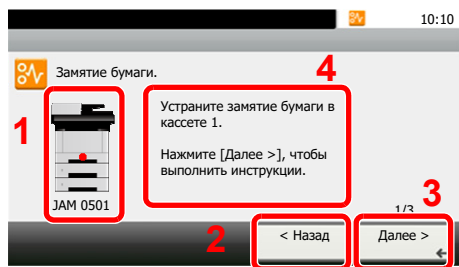 10:10
Замятие бумаги.
4
Устраните замятие бумаги в
кассете 1.
Нажмите [Далее >], чтобы
выполнить инструкции.
1
JAM 0501
3
1/3
2
< Назад
Далее >